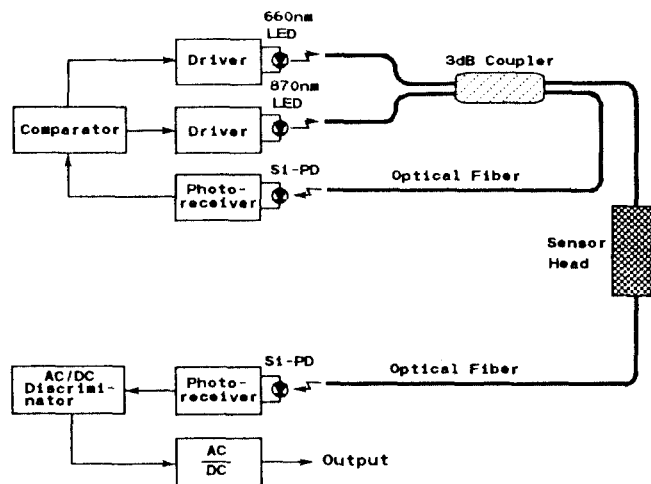 660nm
LED
Driver
3dB Coupler
870nm
LED
Comparator
Driver
Si-PD
Photo-
receiver
Optical Fiber
Sensor
Head
AC/DC
Discrimi-
nator
Si-PD
Photo-
receiver
Optical Fiber
AC
DC
Output